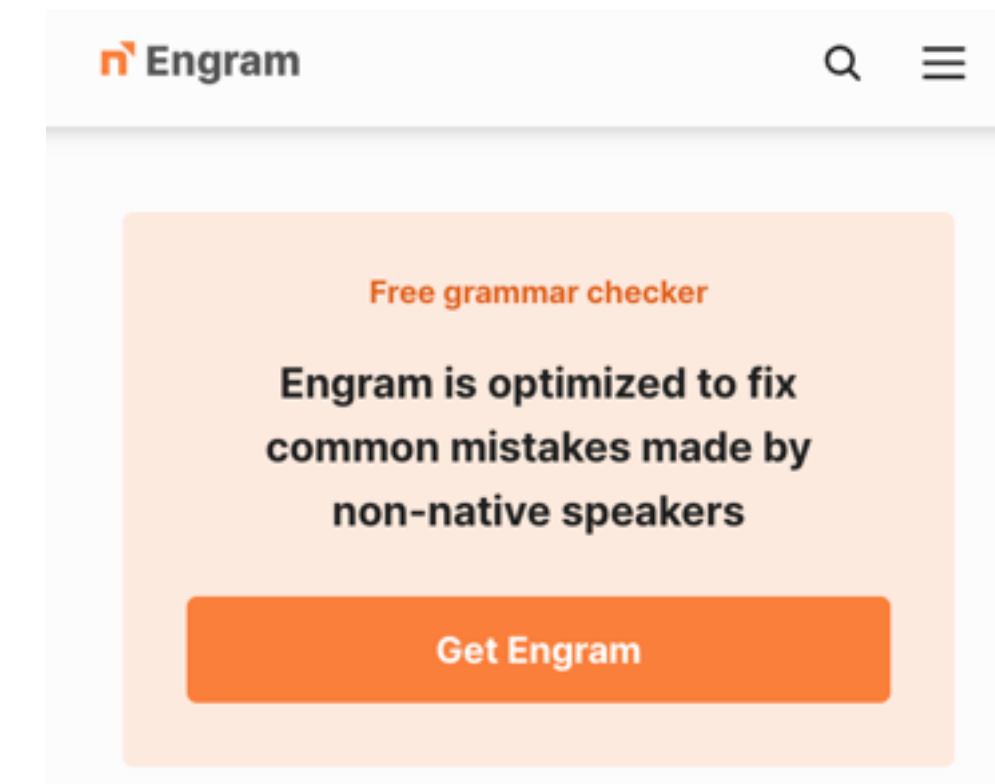 Engram
Free grammar checker
Engram is optimized to fix
common mistakes made by
non-native speakers
Get Engram